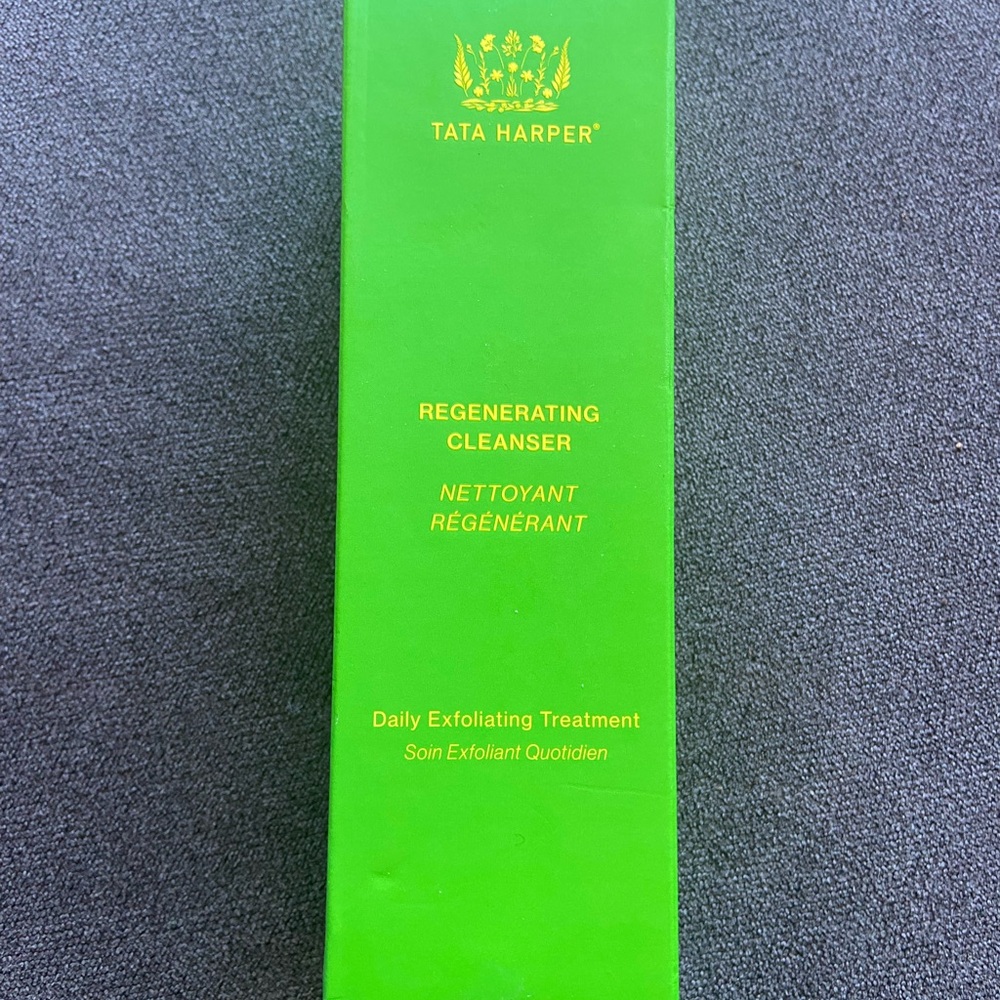 TATA HARPER®
REGENERATING
CLEANSER
NETTOYANT
RÉGÉNÉRANT
Daily Exfoliating Treatment
Soin Exfoliant Quotidien